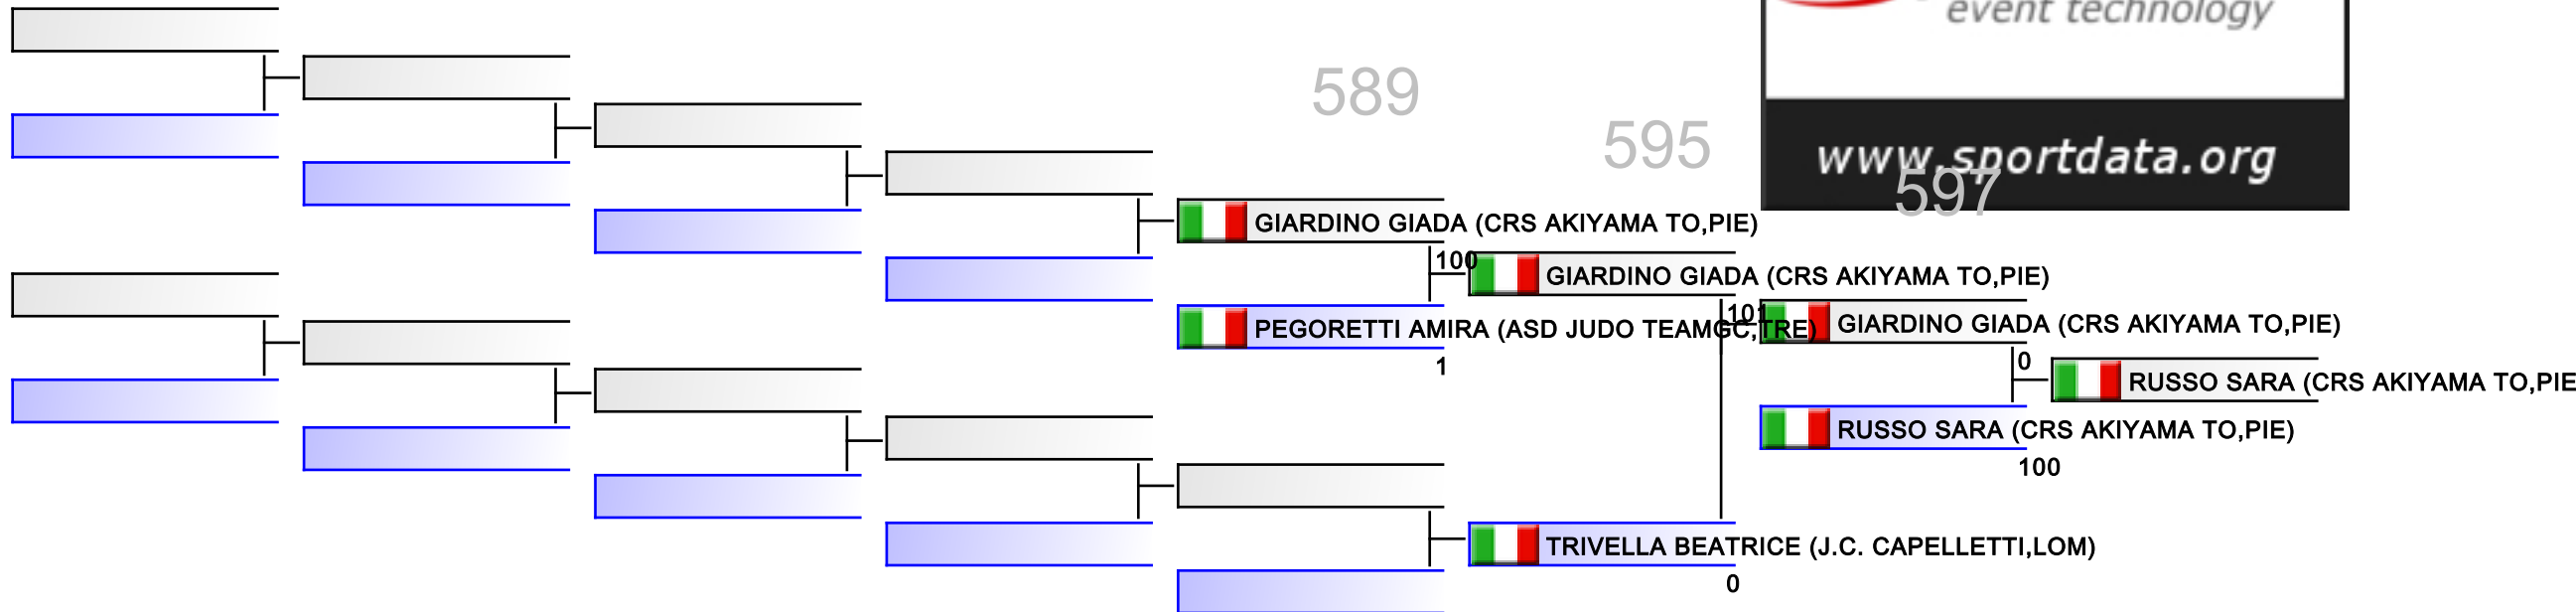 event technology
589
595
www.sportdata.org
597
GIARDINO GIADA (CRS AKIYAMA TO,PIE)
100
GIARDINO GIADA (CRS AKIYAMA TO,PIE)
101
PEGORETTI AMIRA (ASD JUDO TEAMGC,TRE)
GIARDINO GIADA (CRS AKIYAMA TO,PIE)
1
0
RUSSO SARA (CRS AKIYAMA TO,PIE
RUSSO SARA (CRS AKIYAMA TO,PIE)
100
TRIVELLA BEATRICE (J.C. CAPELLETTI,LOM)
0